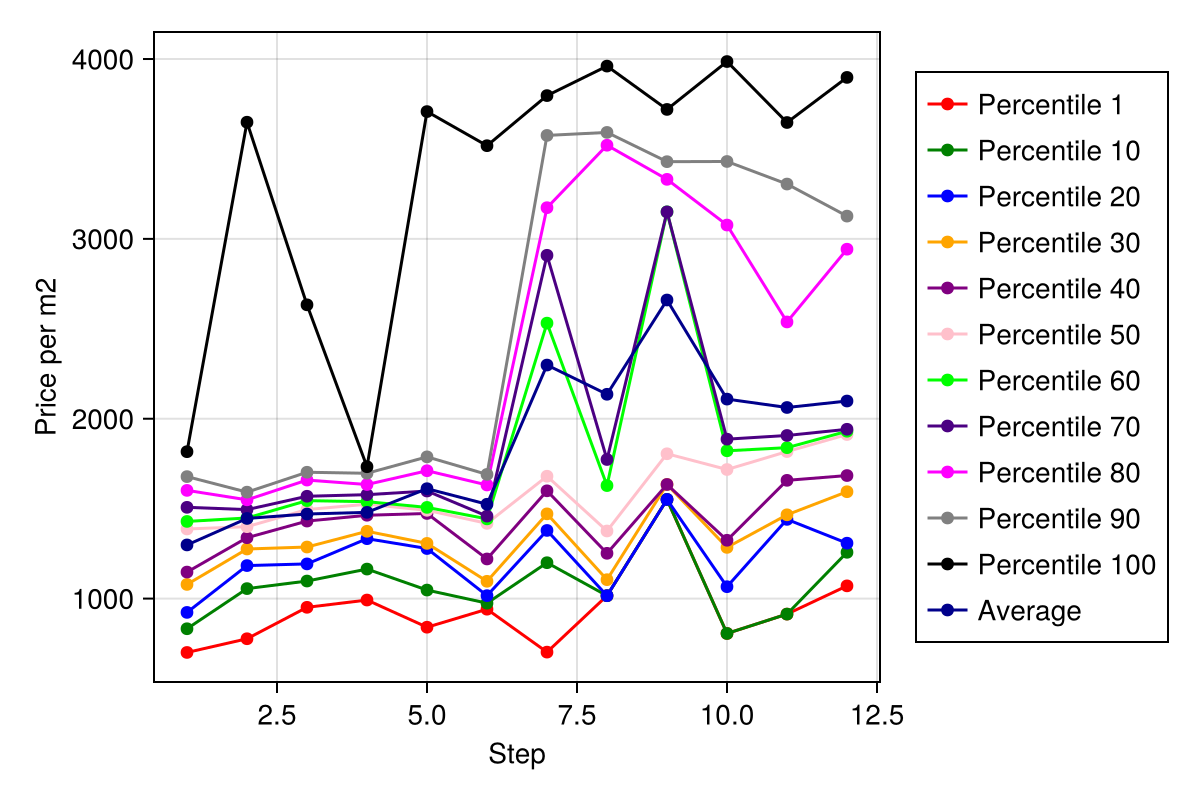 4000
3000
2000
1000
Price per m2
2.5 5.0 7.5 10.0 12.5
Step
Percentile 1
Percentile 10
Percentile 20
Percentile 30
Percentile 40
Percentile 50
Percentile 60
Percentile 70
Percentile 80
Percentile 90
Percentile 100
Average